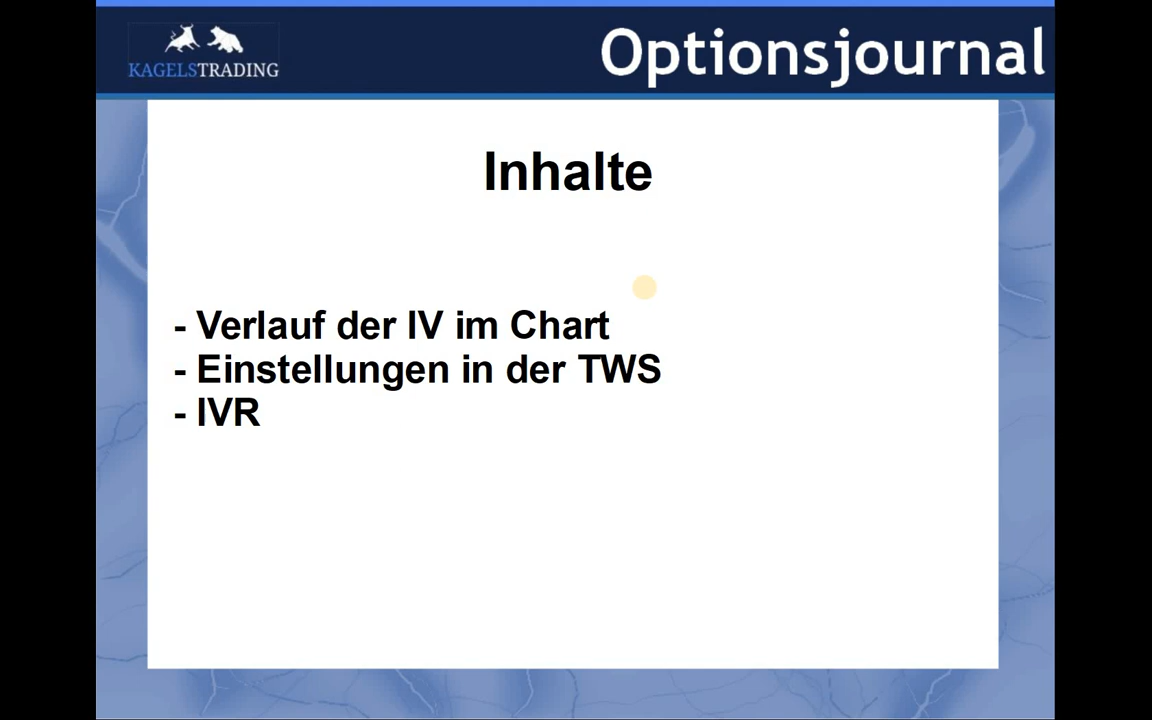 KAGELSTRADING
Optionsjournal
Inhalte
- Verlauf der IV im Chart
- Einstellungen in der TWS
- IVR